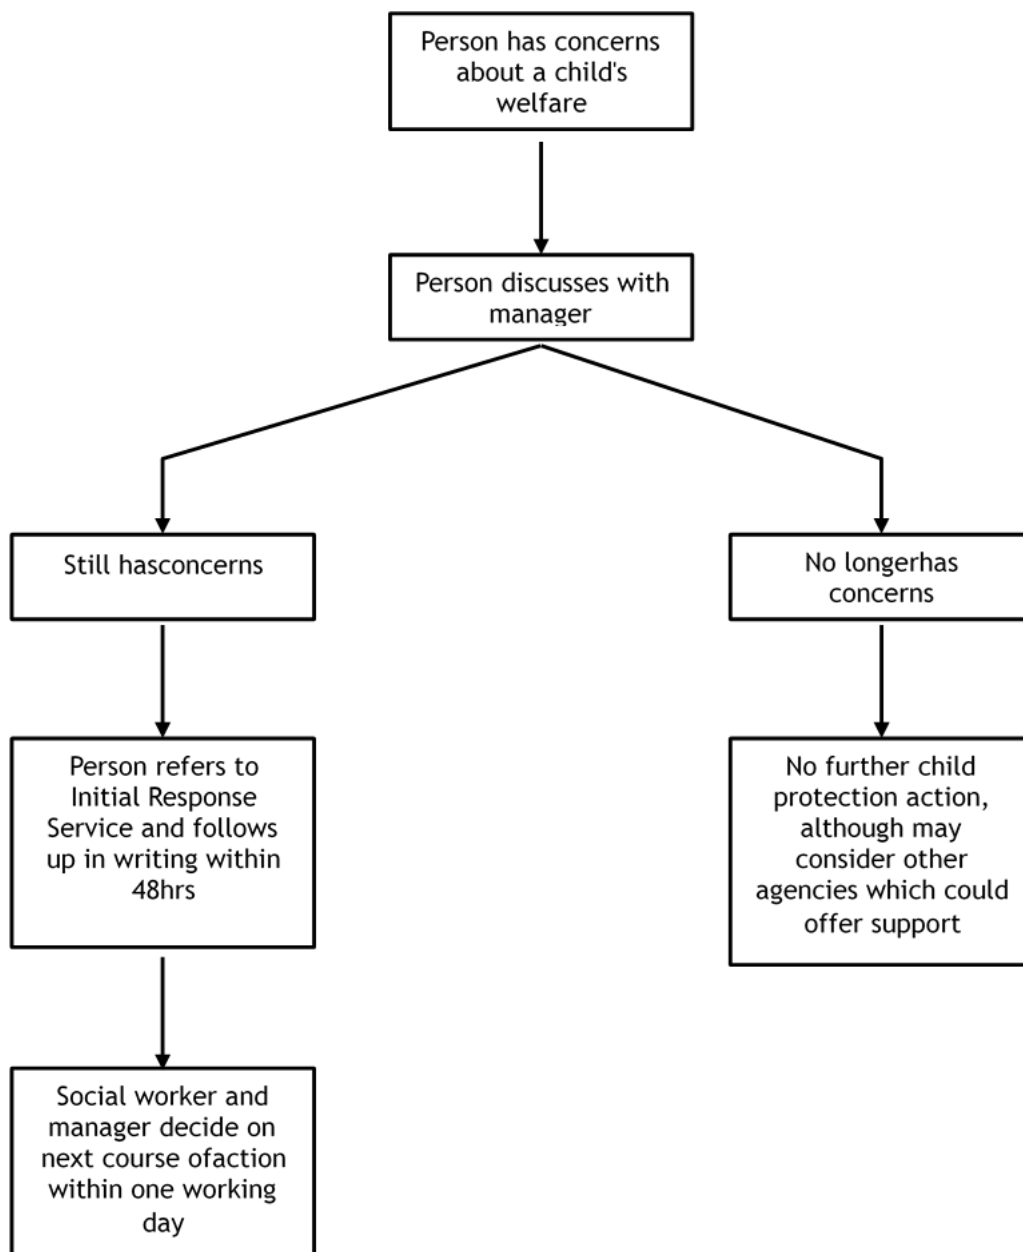 Person has concerns
about a child's
welfare
Person discusses with
manager
Still hasconcerns
No longerhas
concerns
Person refers to
Initial Response
Service and follows
up in writing within
48hrs
No further child
protection action,
although may
consider other
agencies which could
offer support
Social worker and
manager decide on
next course ofaction
within one working
day